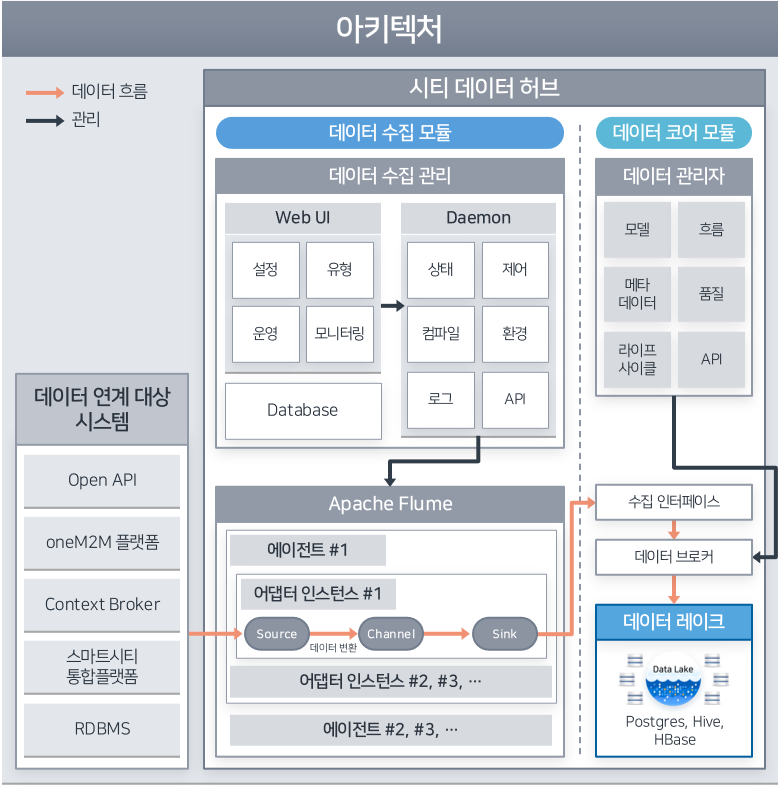 아키텍처
데이터 흐름
관리
시티 데이터 허브
데이터 수집 모듈
데이터 수집 관리
Web UI
설정
유형
운영
모니터링
Database
Daemon
상태
제어
컴파일
환경
로그
API
데이터 코어 모듈
데이터 관리자
모델
흐름
메타
데이터
품질
라이프
사이클
API
데이터 연계 대상
시스템
Open API
oneM2M 플랫폼
Context Broker
스마트시티
통합플랫폼
RDBMS
Apache Flume
에이전트 #1
어댑터 인스턴스 #1
Source
데이터 변환
Channel
Sink
어댑터 인스턴스 #2, #3, …
에이전트 #2, #3, …
수집 인터페이스
데이터 브로커
데이터 레이크
Data Lake
Postgres, Hive,
HBase